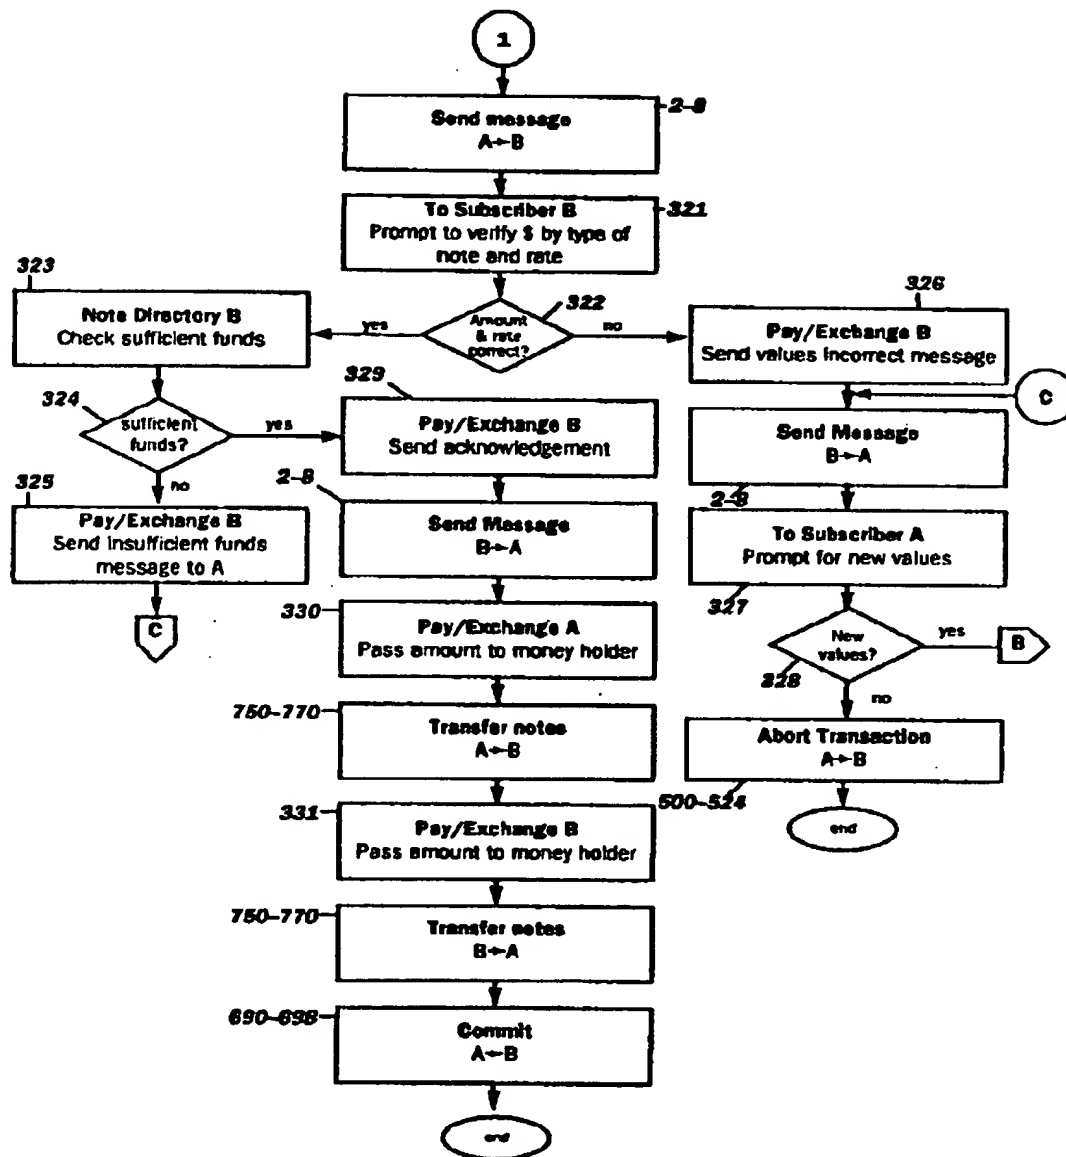 1
Send message
A→B
2-8
To Subscriber B
Prompt to verify $ by type of
note and rate
321
Amount
& rate
correct?
322
yes
no
323
Note Directory B
Check sufficient funds
324
sufficient
funds?
yes
no
325
Pay/Exchange B
Send insufficient funds
message to A
C
326
Pay/Exchange B
Send values incorrect message
C
Send Message
B→A
2-8
To Subscriber A
Prompt for new values
327
New
values?
328
yes
B
no
Abort Transaction
A→B
500-524
end
329
Pay/Exchange B
Send acknowledgement
2-8
Send Message
B→A
330
Pay/Exchange A
Pass amount to money holder
750-770
Transfer notes
A→B
331
Pay/Exchange B
Pass amount to money holder
750-770
Transfer notes
B→A
690-698
Commit
A←B
end